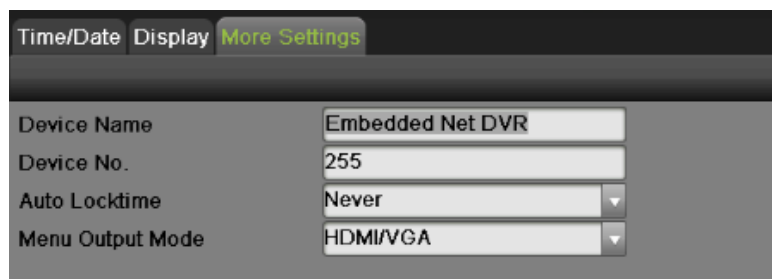 Time/Date Display More Settings
Device Name Embedded Net DVR
Device No. 255
Auto Locktime Never
Menu Output Mode HDMI/VGA